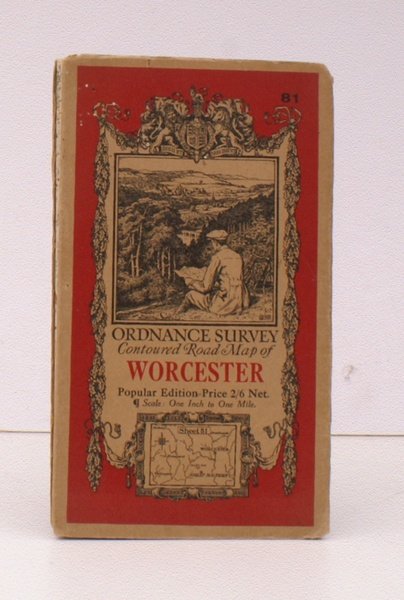 81
ORDNANCE SURVEY
Contoured Road Map of
WORCESTER
Popular Edition-Price 2/6 Net.
¶ Scale: One Inch to One Mile.
Sheet 81
WORCESTER